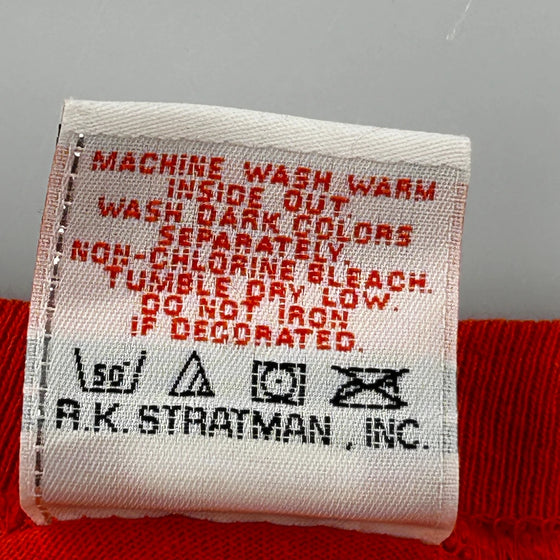 MACHINE WASH WARM
INSIDE OUT,
WASH DARK COLORS
SEPARATELY
NON-CHLORINE BLEACH.
TUMBLE DRY LOW.
DO NOT IRON
IF DECORATED.
50°
R.K. STRATMAN, INC.